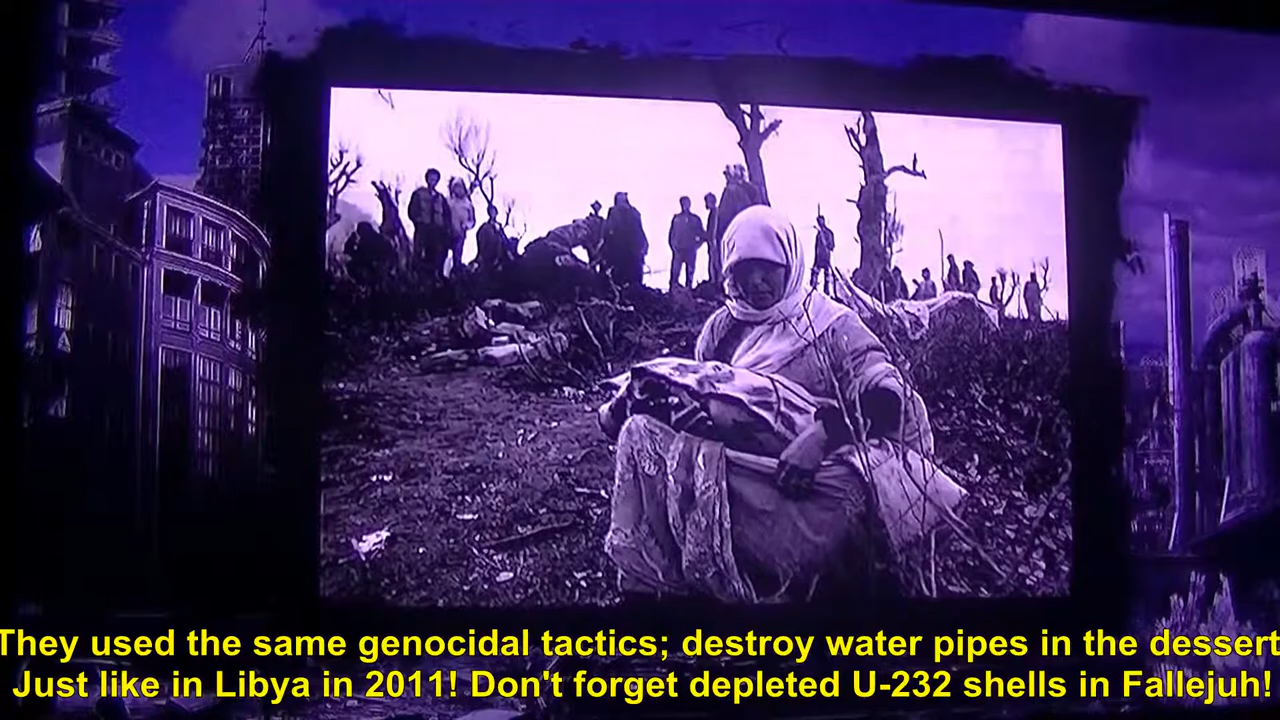 They used the same genocidal tactics; destroy water pipes in the dessert
Just like in Libya in 2011! Don't forget depleted U-232 shells in Fallejuh!